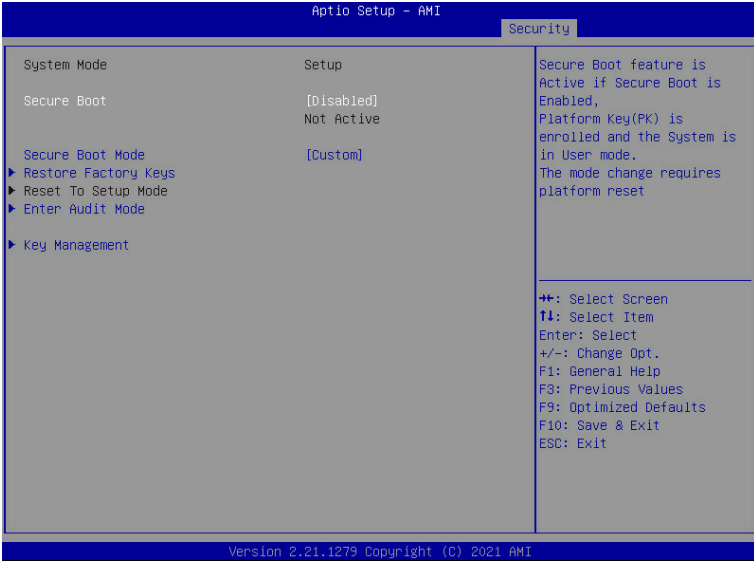 Aptio Setup – AMI
Security
System Mode Setup
Secure Boot [Disabled]
Not Active
Secure Boot Mode [Custom]
Restore Factory Keys
Reset To Setup Mode
Enter Audit Mode
Key Management
Secure Boot feature is
Active if Secure Boot is
Enabled,
Platform Key(PK) is
enrolled and the System is
in User mode.
The mode change requires
platform reset
→←: Select Screen
↑↓: Select Item
Enter: Select
+/-: Change Opt.
F1: General Help
F3: Previous Values
F9: Optimized Defaults
F10: Save & Exit
ESC: Exit
Version 2.21.1279 Copyright (C) 2021 AMI